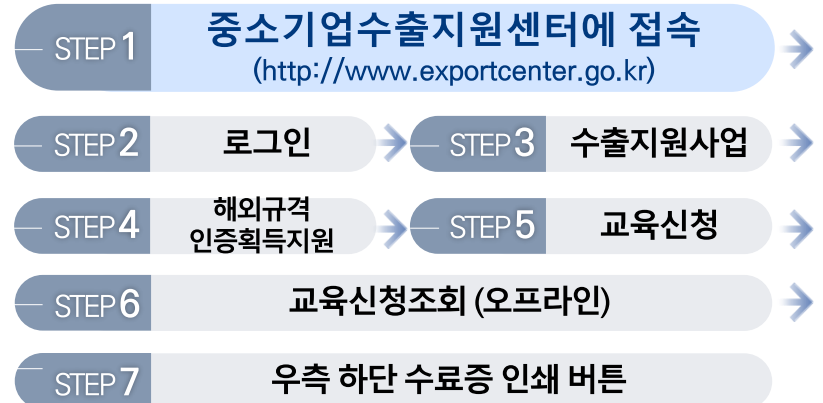 STEP 1 중소기업수출지원센터에 접속
(http://www.exportcenter.go.kr)
STEP 2 로그인
STEP 3 수출지원사업
STEP 4 해외규격
인증획득지원
STEP 5 교육신청
STEP 6 교육신청조회 (오프라인)
STEP 7 우측 하단 수료증 인쇄 버튼